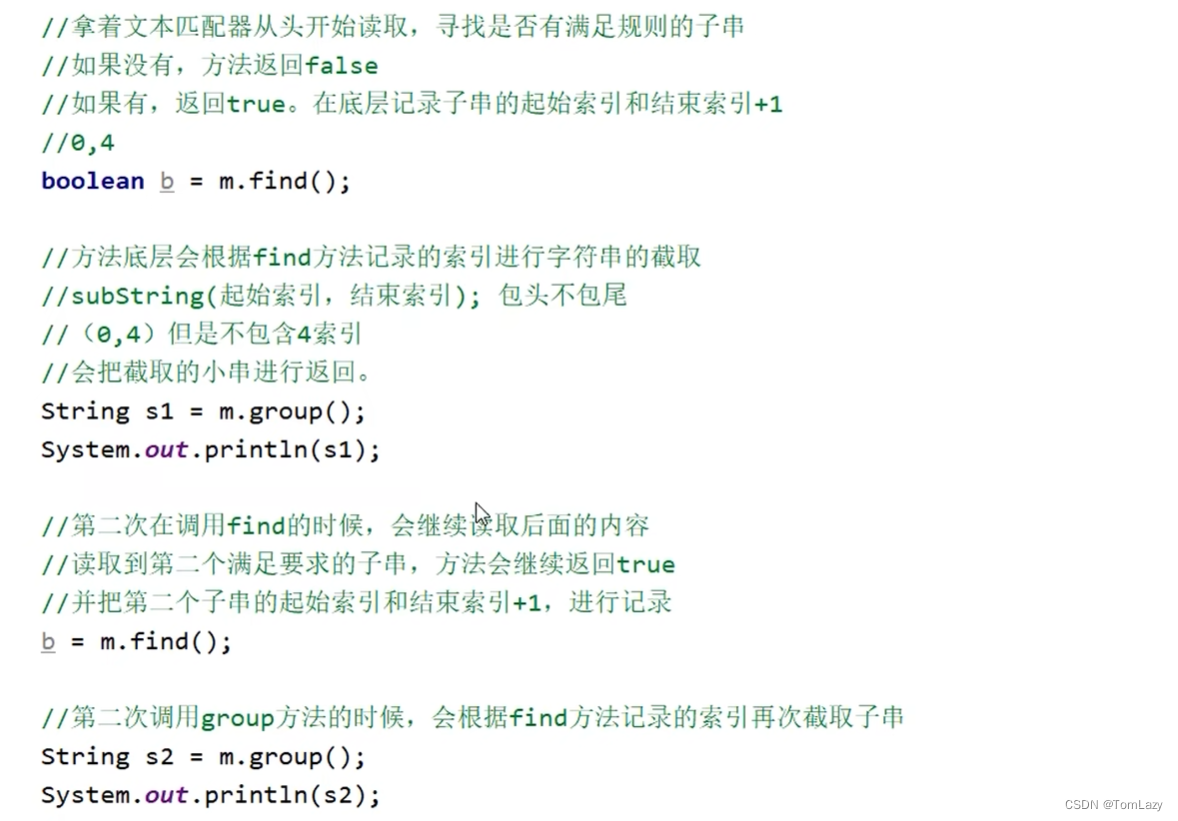 //拿着文本匹配器从头开始读取，寻找是否有满足规则的子串
//如果没有，方法返回false
//如果有，返回true。在底层记录子串的起始索引和结束索引+1
//0,4
boolean b = m.find();
//方法底层会根据find方法记录的索引进行字符串的截取
//subString(起始索引，结束索引); 包头不包尾
//（0,4）但是不包含4索引
//会把截取的小串进行返回。
String s1 = m.group();
System.out.println(s1);
//第二次在调用find的时候，会继续读取后面的内容
//读取到第二个满足要求的子串，方法会继续返回true
//并把第二个子串的起始索引和结束索引+1，进行记录
b = m.find();
//第二次调用group方法的时候，会根据find方法记录的索引再次截取子串
String s2 = m.group();
System.out.println(s2);
CSDN @TomLazy